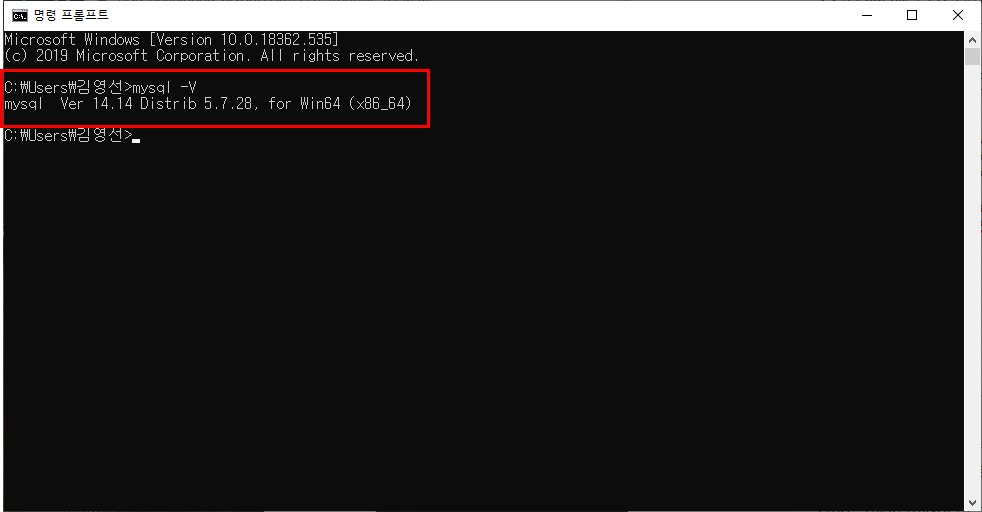 명령 프롬프트
Microsoft Windows [Version 10.0.18362.535]
(c) 2019 Microsoft Corporation. All rights reserved.
C:₩Users₩김영선>mysql -V
mysql  Ver 14.14 Distrib 5.7.28, for Win64 (x86_64)
C:₩Users₩김영선>